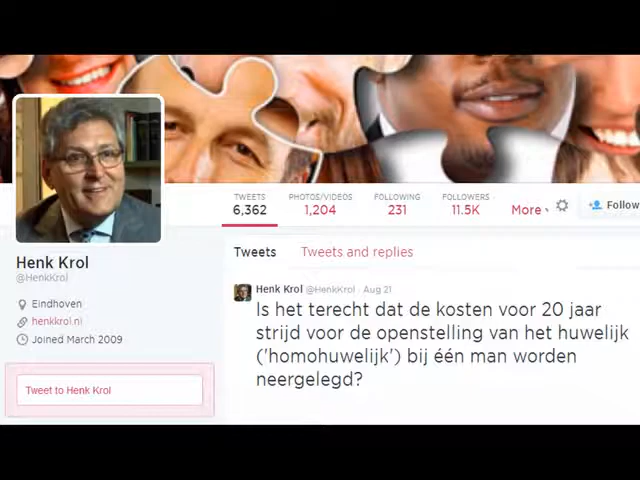 TWEETS PHOTOS/VIDEOS FOLLOWING FOLLOWERS
6,362 1,204 231 11.5K More Follow
Henk Krol
@HenkKrol
Eindhoven
henkkrol.nl
Joined March 2009
Tweet to Henk Krol
Tweets Tweets and replies
Henk Krol @HenkKrol · Aug 21
Is het terecht dat de kosten voor 20 jaar
strijd voor de openstelling van het huwelijk
('homohuwelijk') bij één man worden
neergelegd?